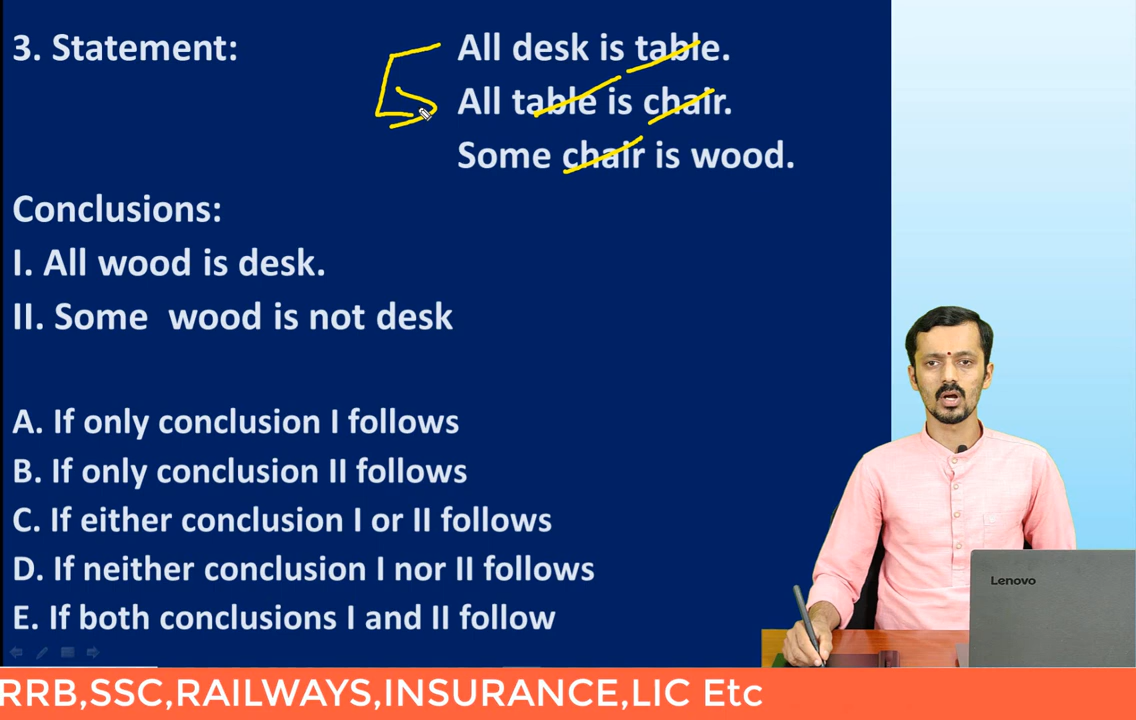 3. Statement: All desk is table.
All table is chair.
Some chair is wood.
Conclusions:
I. All wood is desk.
II. Some wood is not desk
A. If only conclusion I follows
B. If only conclusion II follows
C. If either conclusion I or II follows
D. If neither conclusion I nor II follows
E. If both conclusions I and II follow
Lenovo
RRB,SSC,RAILWAYS,INSURANCE,LIC Etc